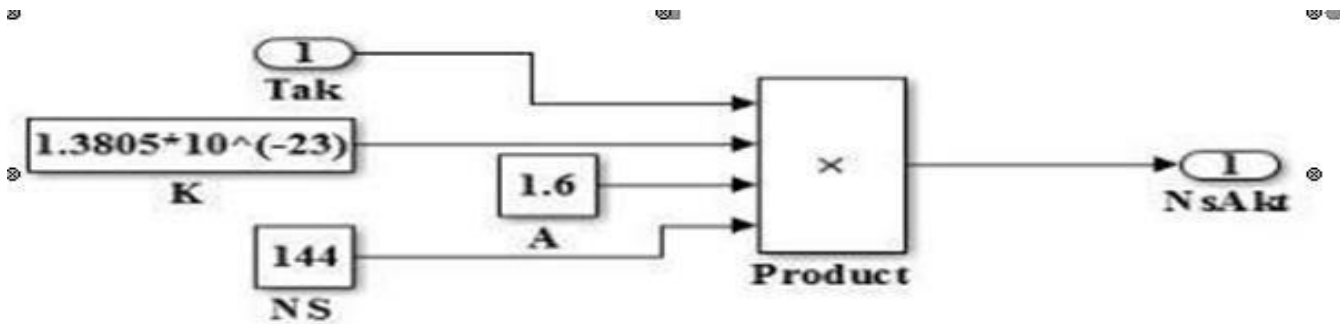 1
Tak
1.3805*10^(-23)
K
1.6
A
144
NS
×
Product
1
NsAkt